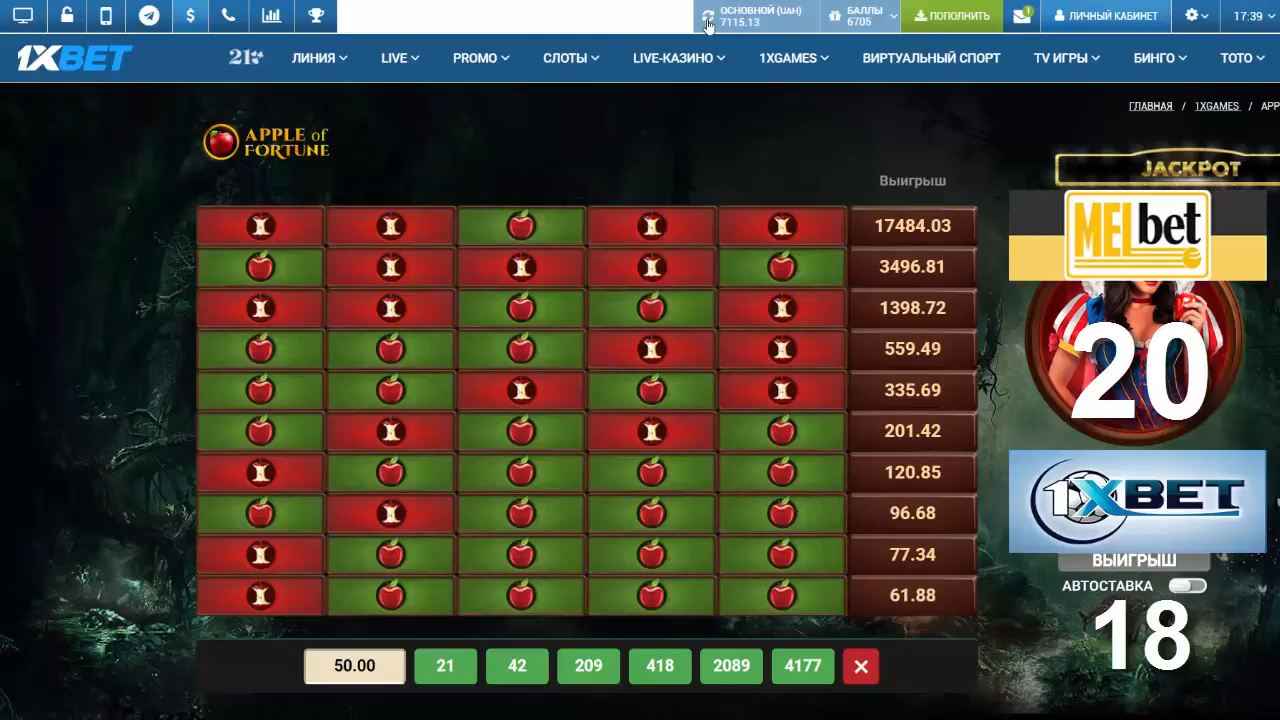 ОСНОВНОЙ (UAH)
7115.13
БАЛЛЫ
6705
ПОПОЛНИТЬ
1
ЛИЧНЫЙ КАБИНЕТ
17:39
1XBET
21
ЛИНИЯ
LIVE
PROMO
СЛОТЫ
LIVE-КАЗИНО
1XGAMES
ВИРТУАЛЬНЫЙ СПОРТ
TV ИГРЫ
БИНГО
ТОТО
ГЛАВНАЯ / 1XGAMES / APP
APPLE of
FORTUNE
Выигрыш
JACKPOT
17484.03
MELbet
3496.81
1398.72
559.49
20
335.69
201.42
120.85
96.68
1XBET
77.34
ВЫИГРЫШ
61.88
АВТОСТАВКА
18
50.00
21
42
209
418
2089
4177